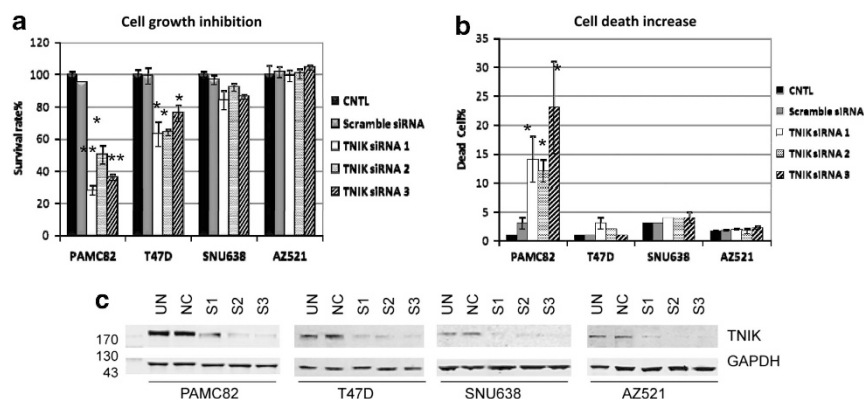 a
Cell growth inhibition
Survival rate%
120
100
80
60
40
20
0
** * * * * **
PAMC82
T47D
SNU638
AZ521
CNTL
Scramble siRNA
TNIK siRNA 1
TNIK siRNA 2
TNIK siRNA 3
b
Cell death increase
Dead Cell%
35
30
25
20
15
10
5
0
* * *
PAMC82
T47D
SNU638
AZ521
CNTL
Scramble siRNA
TNIK siRNA 1
TNIK siRNA 2
TNIK siRNA 3
c
UN NC S1 S2 S3 UN NC S1 S2 S3 UN NC S1 S2 S3 UN NC S1 S2 S3
170
130
43
TNIK
GAPDH
PAMC82 T47D SNU638 AZ521